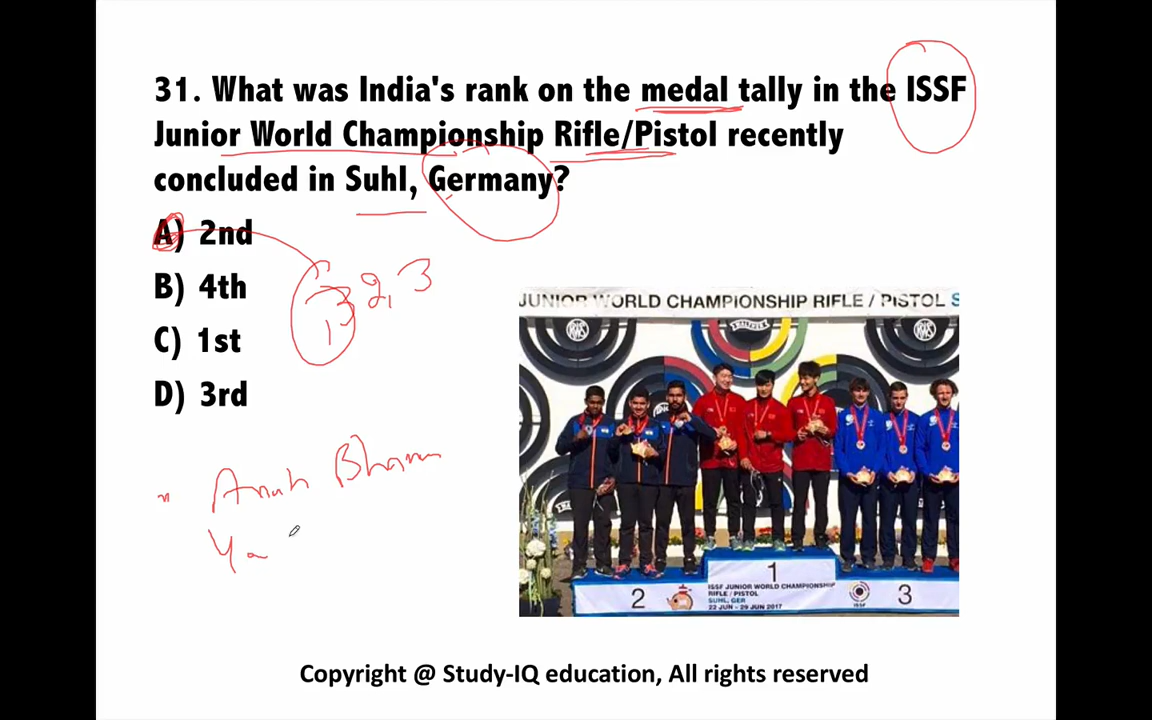 31. What was India's rank on the medal tally in the ISSF
Junior World Championship Rifle/Pistol recently
concluded in Suhl, Germany?
A) 2nd
B) 4th
C) 1st
D) 3rd
2, 3
Ya
JUNIOR WORLD CHAMPIONSHIP RIFLE / PISTOL S
2
1
3
ISSF JUNIOR WORLD CHAMPIONSHIP
RIFLE / PISTOL
SUHL, GER
22 JUN - 29 JUN 2017
ISSF
Copyright @ Study-IQ education, All rights reserved